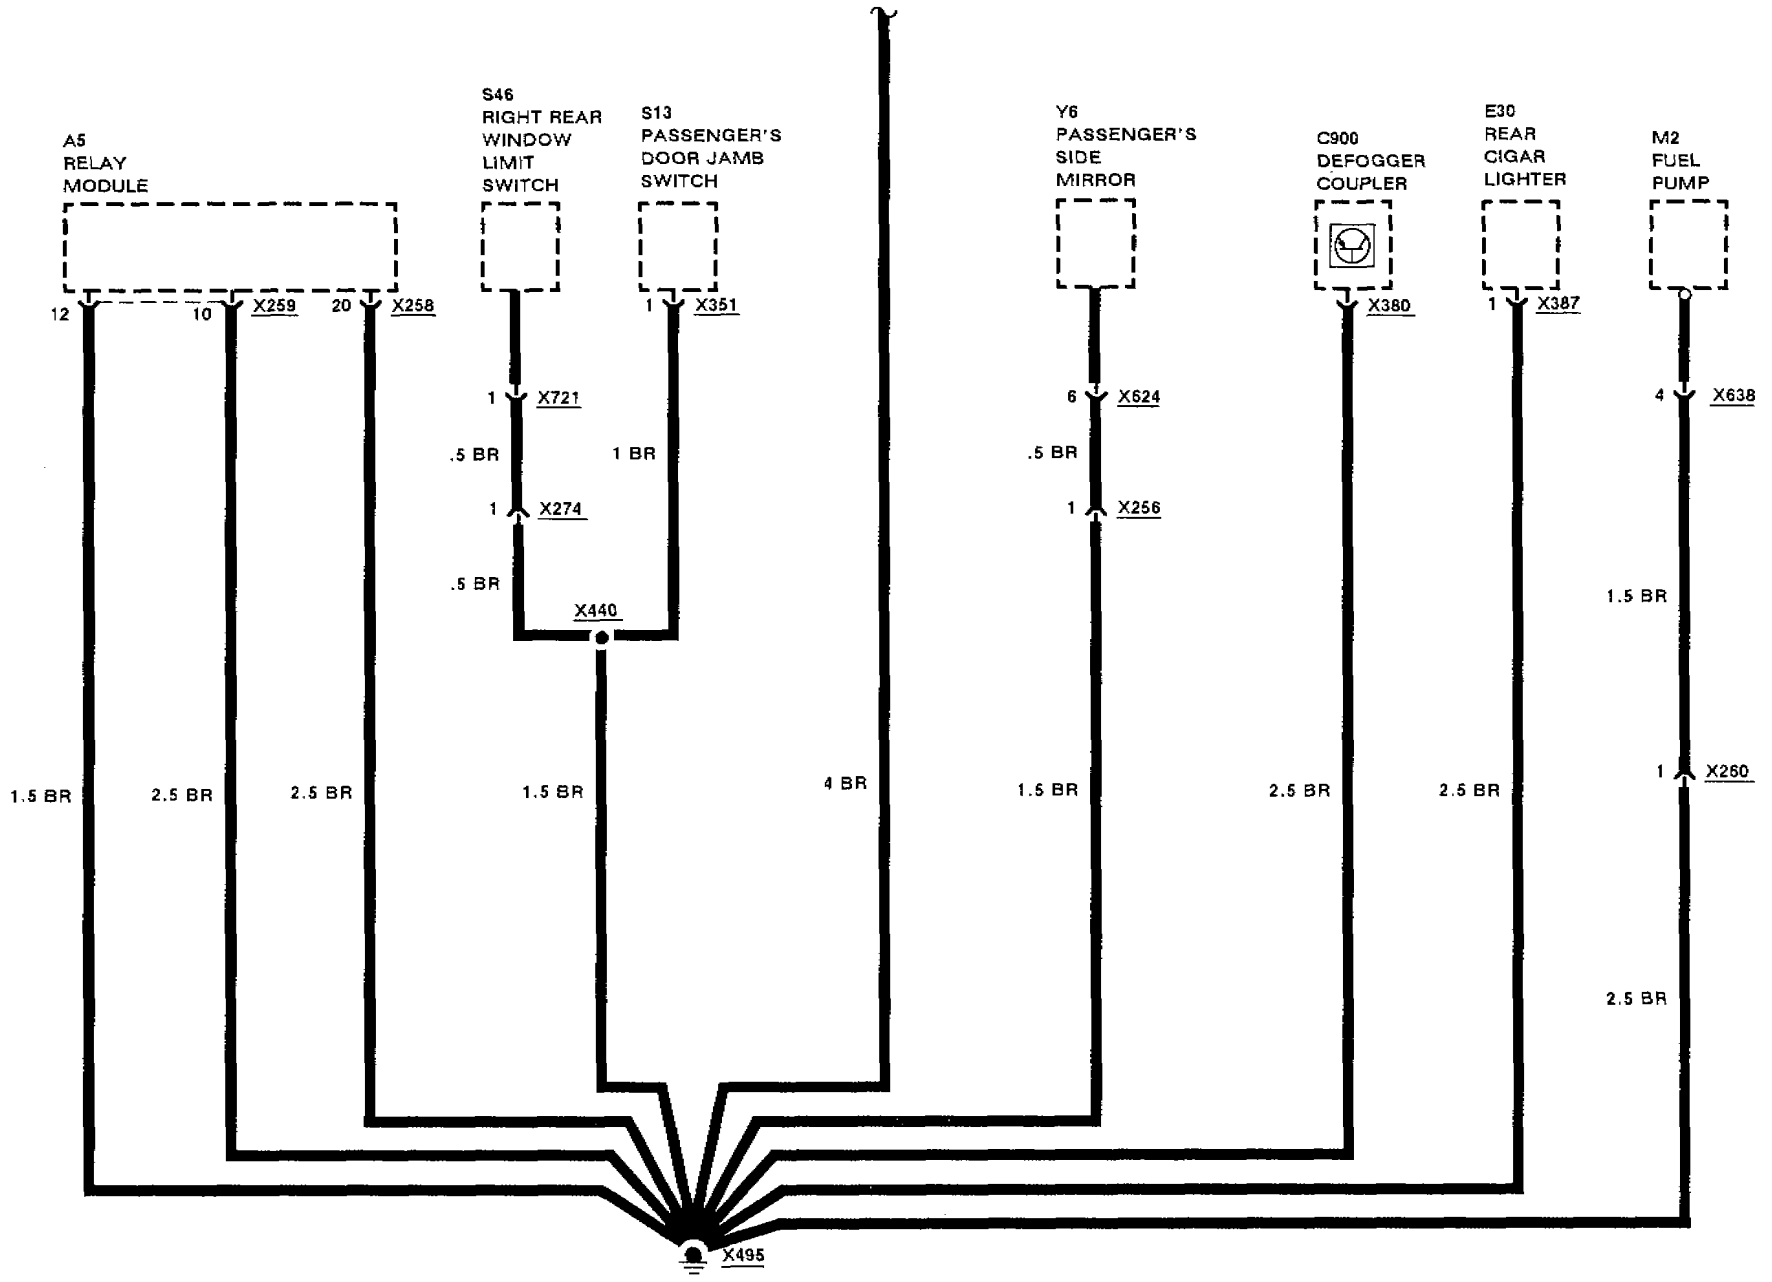 S46
RIGHT REAR
WINDOW
LIMIT
SWITCH
S13
PASSENGER'S
DOOR JAMB
SWITCH
A5
RELAY
MODULE
Y6
PASSENGER'S
SIDE
MIRROR
C900
DEFOGGER
COUPLER
E30
REAR
CIGAR
LIGHTER
M2
FUEL
PUMP
12
10
X259
20
X258
1
X351
X380
1
X387
1
X721
6
X624
4
X638
.5 BR
1 BR
.5 BR
1
X274
1
X256
.5 BR
X440
1.5 BR
1
X260
1.5 BR
2.5 BR
2.5 BR
1.5 BR
4 BR
1.5 BR
2.5 BR
2.5 BR
2.5 BR
X495